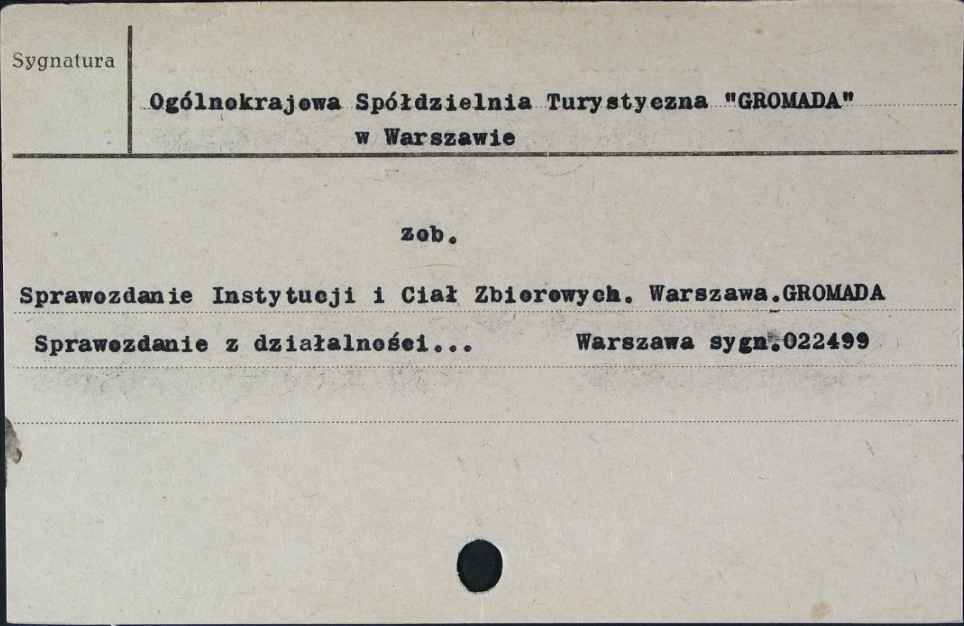 Sygnatura
Ogólnokrajowa Spółdzielnia Turystyczna "GROMADA"
w Warszawie
zob.
Sprawozdanie Instytucji i Ciał Zbiorowych. Warszawa.GROMADA
Sprawozdanie z działalności... Warszawa sygn.022499